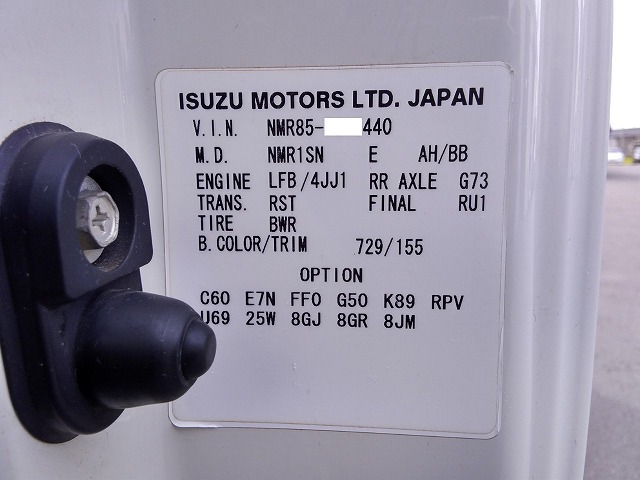 ISUZU MOTORS LTD. JAPAN
V.I.N. NMR85- 440
M.D. NMR1SN E AH/BB
ENGINE LFB/4JJ1 RR AXLE G73
TRANS. RST FINAL RU1
TIRE BWR
B.COLOR/TRIM 729/155
OPTION
C60 E7N FF0 G50 K89 RPV
U69 25W 8GJ 8GR 8JM